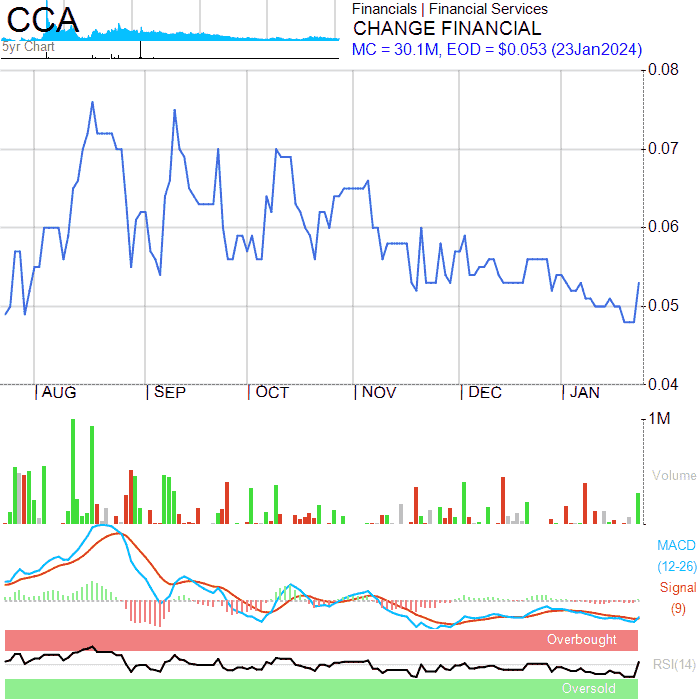 CCA
5yr Chart
Financials | Financial Services
CHANGE FINANCIAL
MC = 30.1M, EOD = $0.053 (23Jan2024)
0.08
0.07
0.06
0.05
0.04
AUG SEP OCT NOV DEC JAN
1M
Volume
MACD
(12-26)
Signal
(9)
Overbought
RSI(14)
Oversold